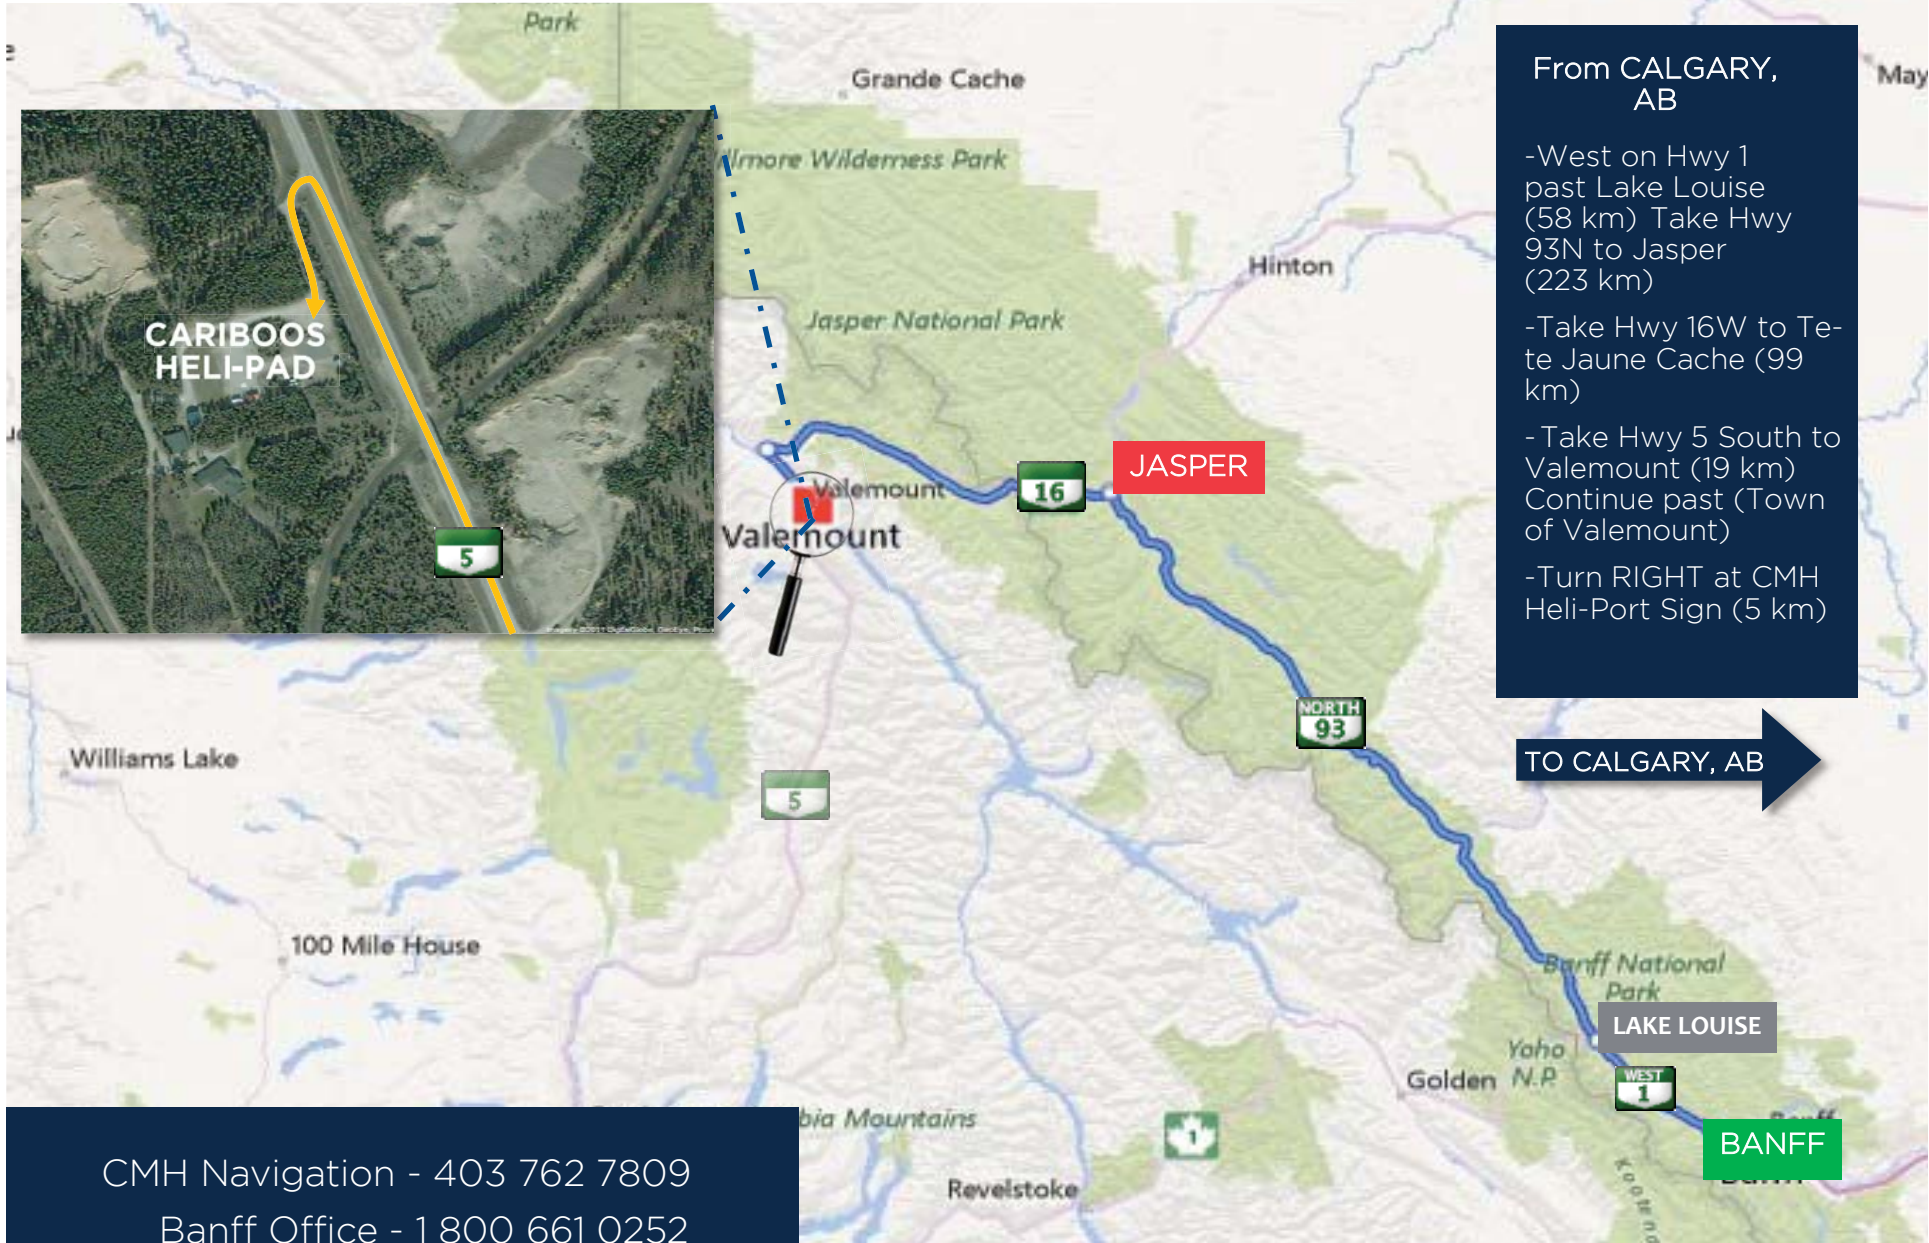 Park
Grande Cache
May
llmore Wilderness Park
Hinton
Jasper National Park
CARIBOOS
HELI-PAD
5
JASPER
16
Valemount
Valemount
NORTH
93
Williams Lake
5
100 Mile House
Banff National
Park
LAKE LOUISE
Yoho
N.P.
Golden
WEST
1
Banff
BANFF
bia Mountains
1
Revelstoke
From CALGARY,
AB
-West on Hwy 1
past Lake Louise
(58 km) Take Hwy
93N to Jasper
(223 km)
-Take Hwy 16W to Te-
te Jaune Cache (99
km)
- Take Hwy 5 South to
Valemount (19 km)
Continue past (Town
of Valemount)
-Turn RIGHT at CMH
Heli-Port Sign (5 km)
TO CALGARY, AB
CMH Navigation - 403 762 7809
Banff Office - 1 800 661 0252